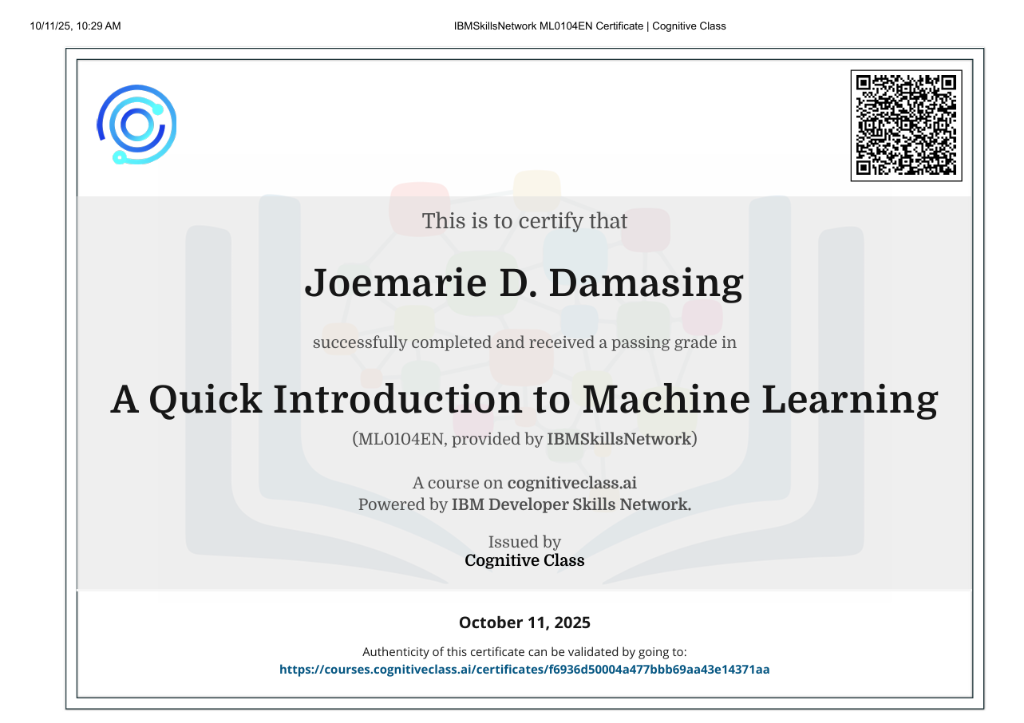 10/11/25, 10:29 AM
IBMSkillsNetwork ML0104EN Certificate | Cognitive Class
This is to certify that
Joemarie D. Damasing
successfully completed and received a passing grade in
A Quick Introduction to Machine Learning
(ML0104EN, provided by IBMSkillsNetwork)
A course on cognitiveclass.ai
Powered by IBM Developer Skills Network.
Issued by
Cognitive Class
October 11, 2025
Authenticity of this certificate can be validated by going to:
https://courses.cognitiveclass.ai/certificates/f6936d50004a477bbb69aa43e14371aa